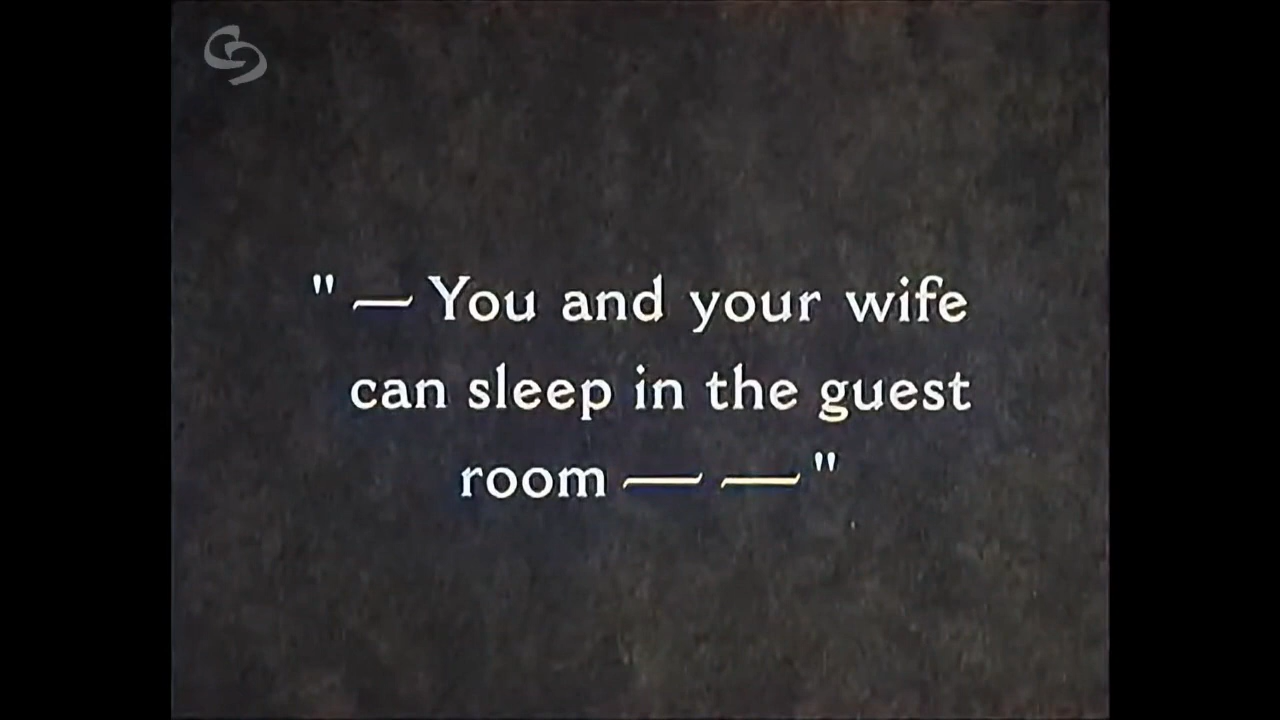 "— You and your wife
can sleep in the guest
room — —"